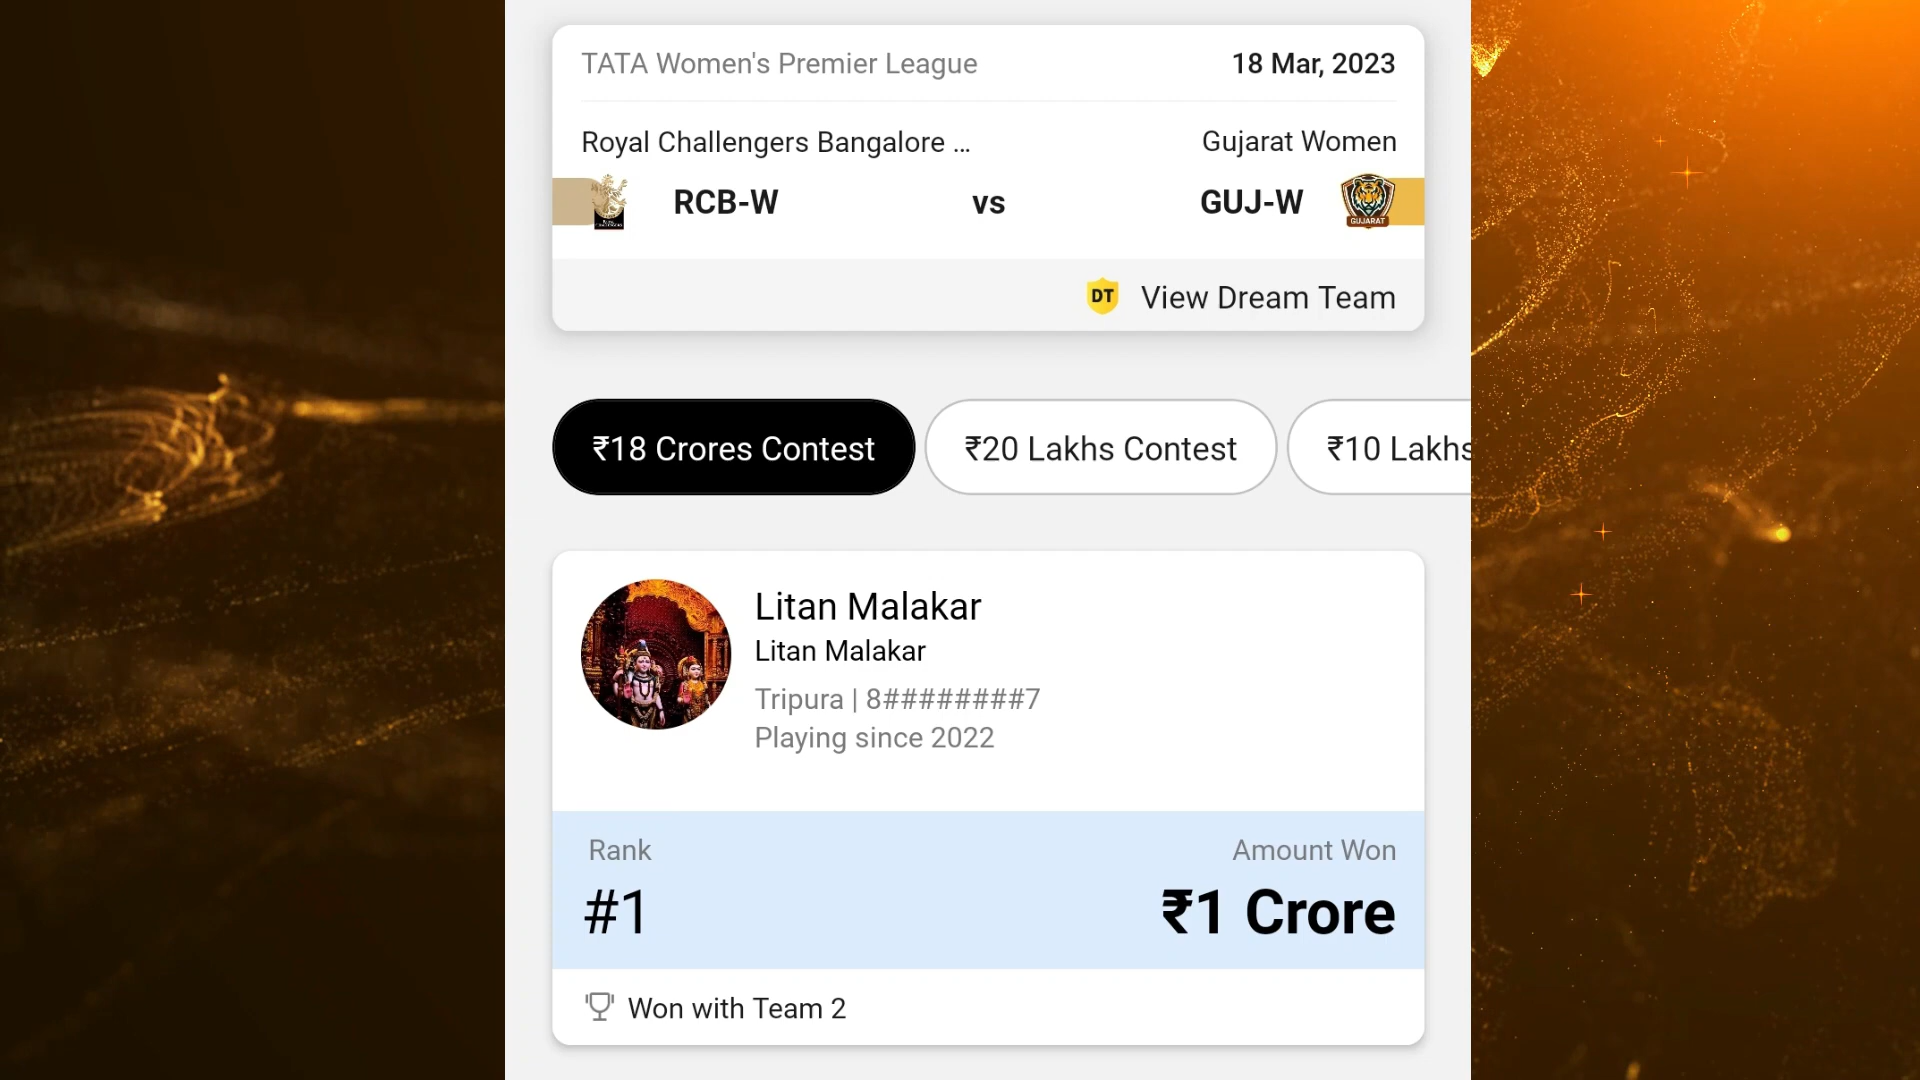 TATA Women's Premier League 18 Mar, 2023
Royal Challengers Bangalore ... Gujarat Women
RCB-W vs GUJ-W
GUJARAT
DT View Dream Team
₹18 Crores Contest ₹20 Lakhs Contest ₹10 Lakhs
Litan Malakar
Litan Malakar
Tripura | 8########7
Playing since 2022
Rank Amount Won
#1 ₹1 Crore
Won with Team 2